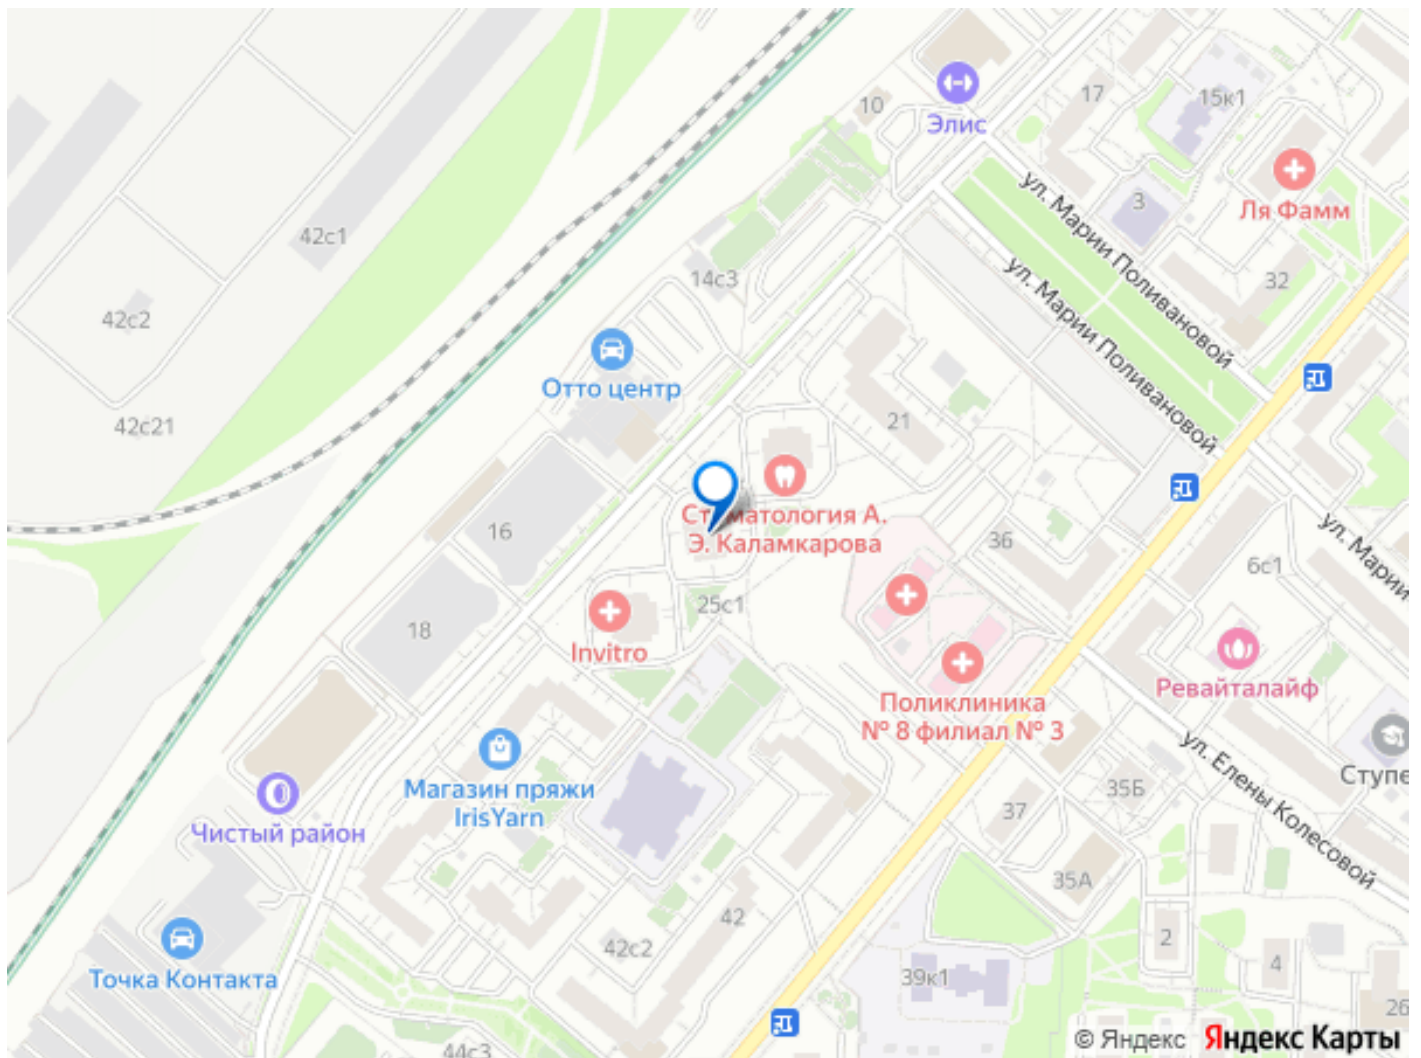 17
15к1
10
Элис
3
Ля Фамм
ул. Марии Поливановой
42с1
14с3
32
42с2
ул. Марии Поливановой
Отто центр
42с21
21
Стоматология А.
Э. Каламкарова
16
36
ул. Марии
6с1
25с1
18
Invitro
Ревайталайф
Поликлиника
№ 8 филиал № 3
ул. Елены Колесовой
Ступе
Магазин пряжи
IrisYarn
35Б
37
Чистый район
35А
42
2
42с2
4
39к1
Точка Контакта
26
44с3
© Яндекс Яндекс Карты